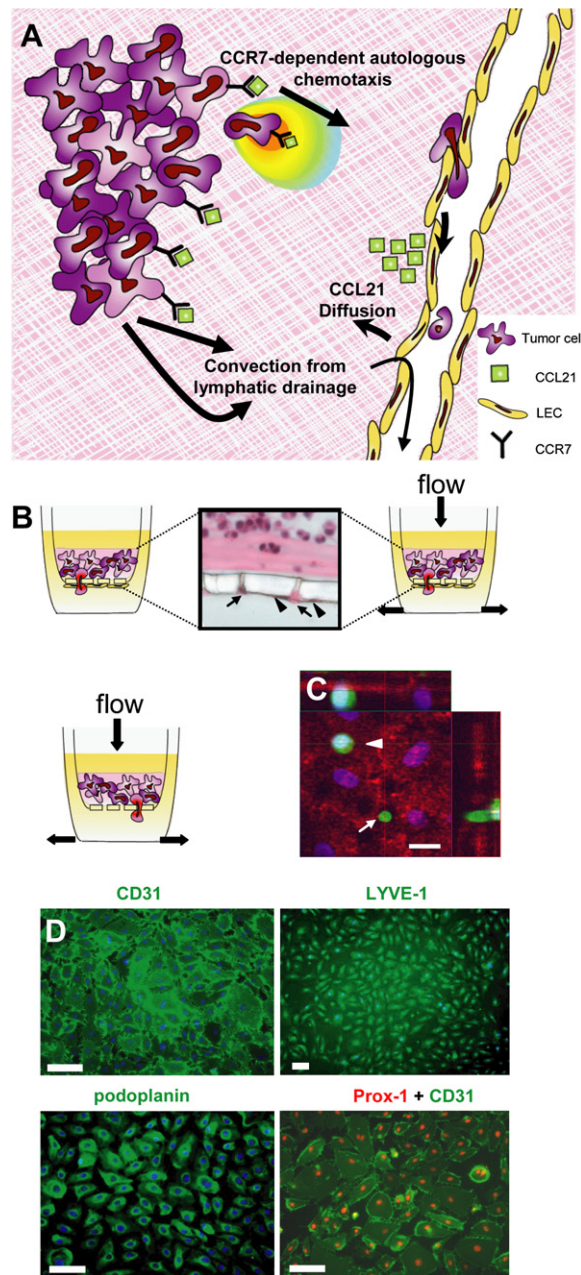 A
CCR7-dependent autologous
chemotaxis
CCL21
Diffusion
Convection from
lymphatic drainage
Tumor cell
CCL21
LEC
CCR7
B
flow
flow
C
D
CD31
LYVE-1
podoplanin
Prox-1 + CD31